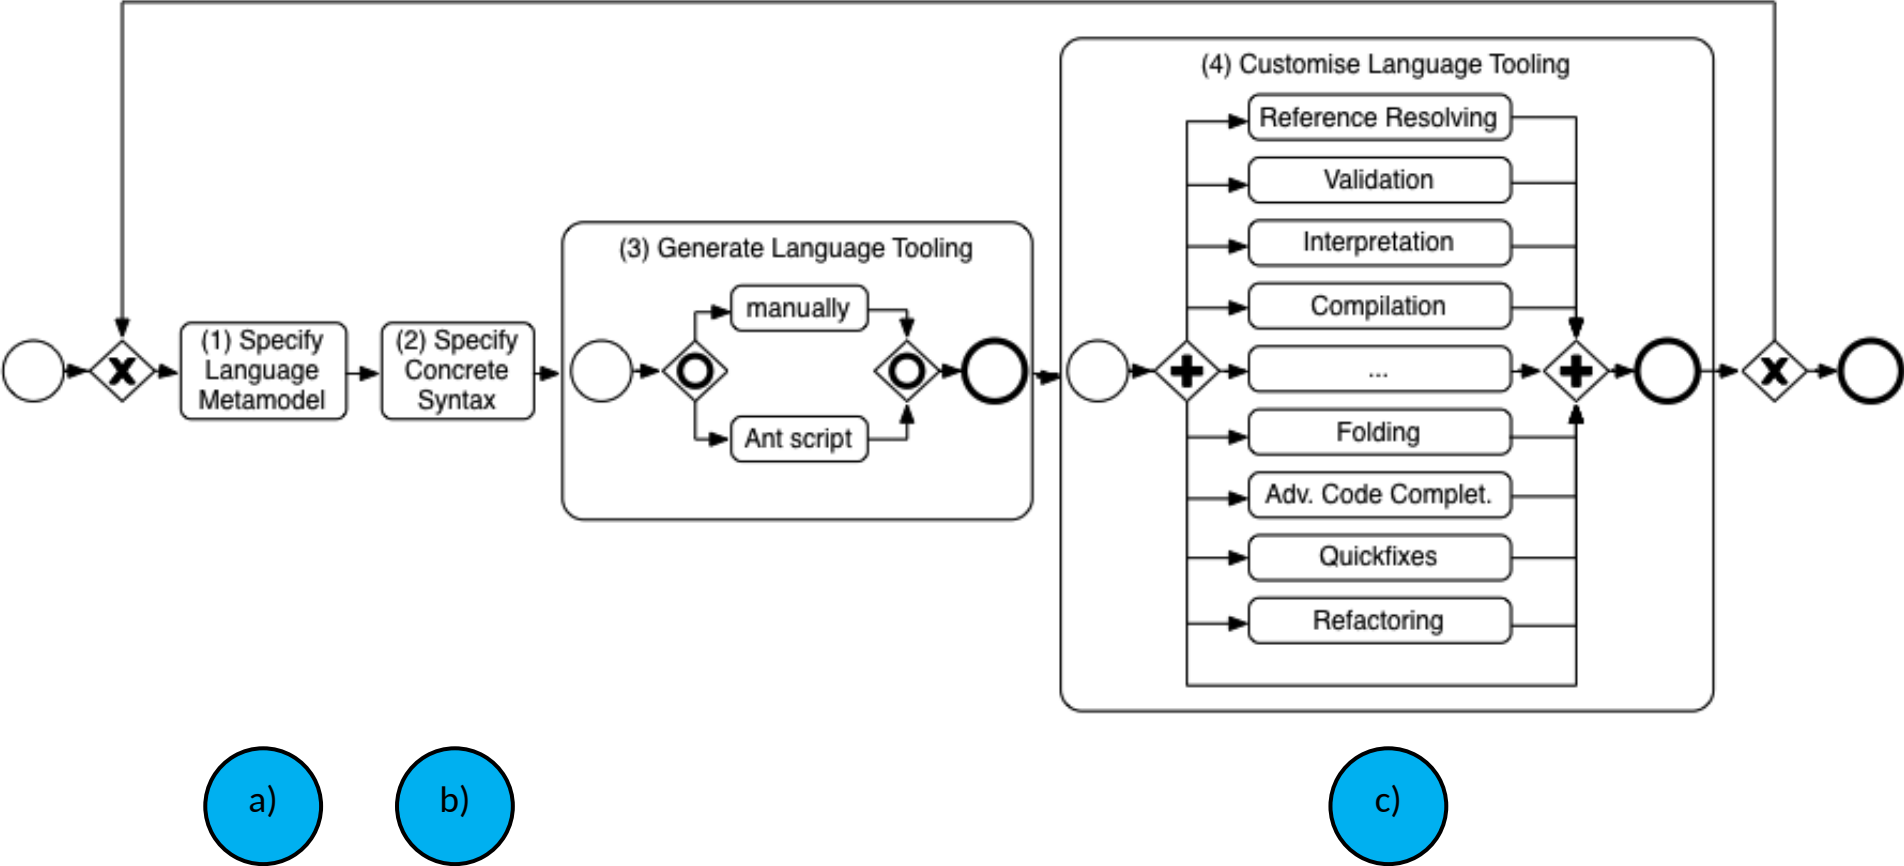 (4) Customise Language Tooling
Reference Resolving
Validation
Interpretation
Compilation
...
Folding
Adv. Code Complet.
Quickfixes
Refactoring
(3) Generate Language Tooling
manually
Ant script
(1) Specify
Language
Metamodel
(2) Specify
Concrete
Syntax
X
X
a)
b)
c)